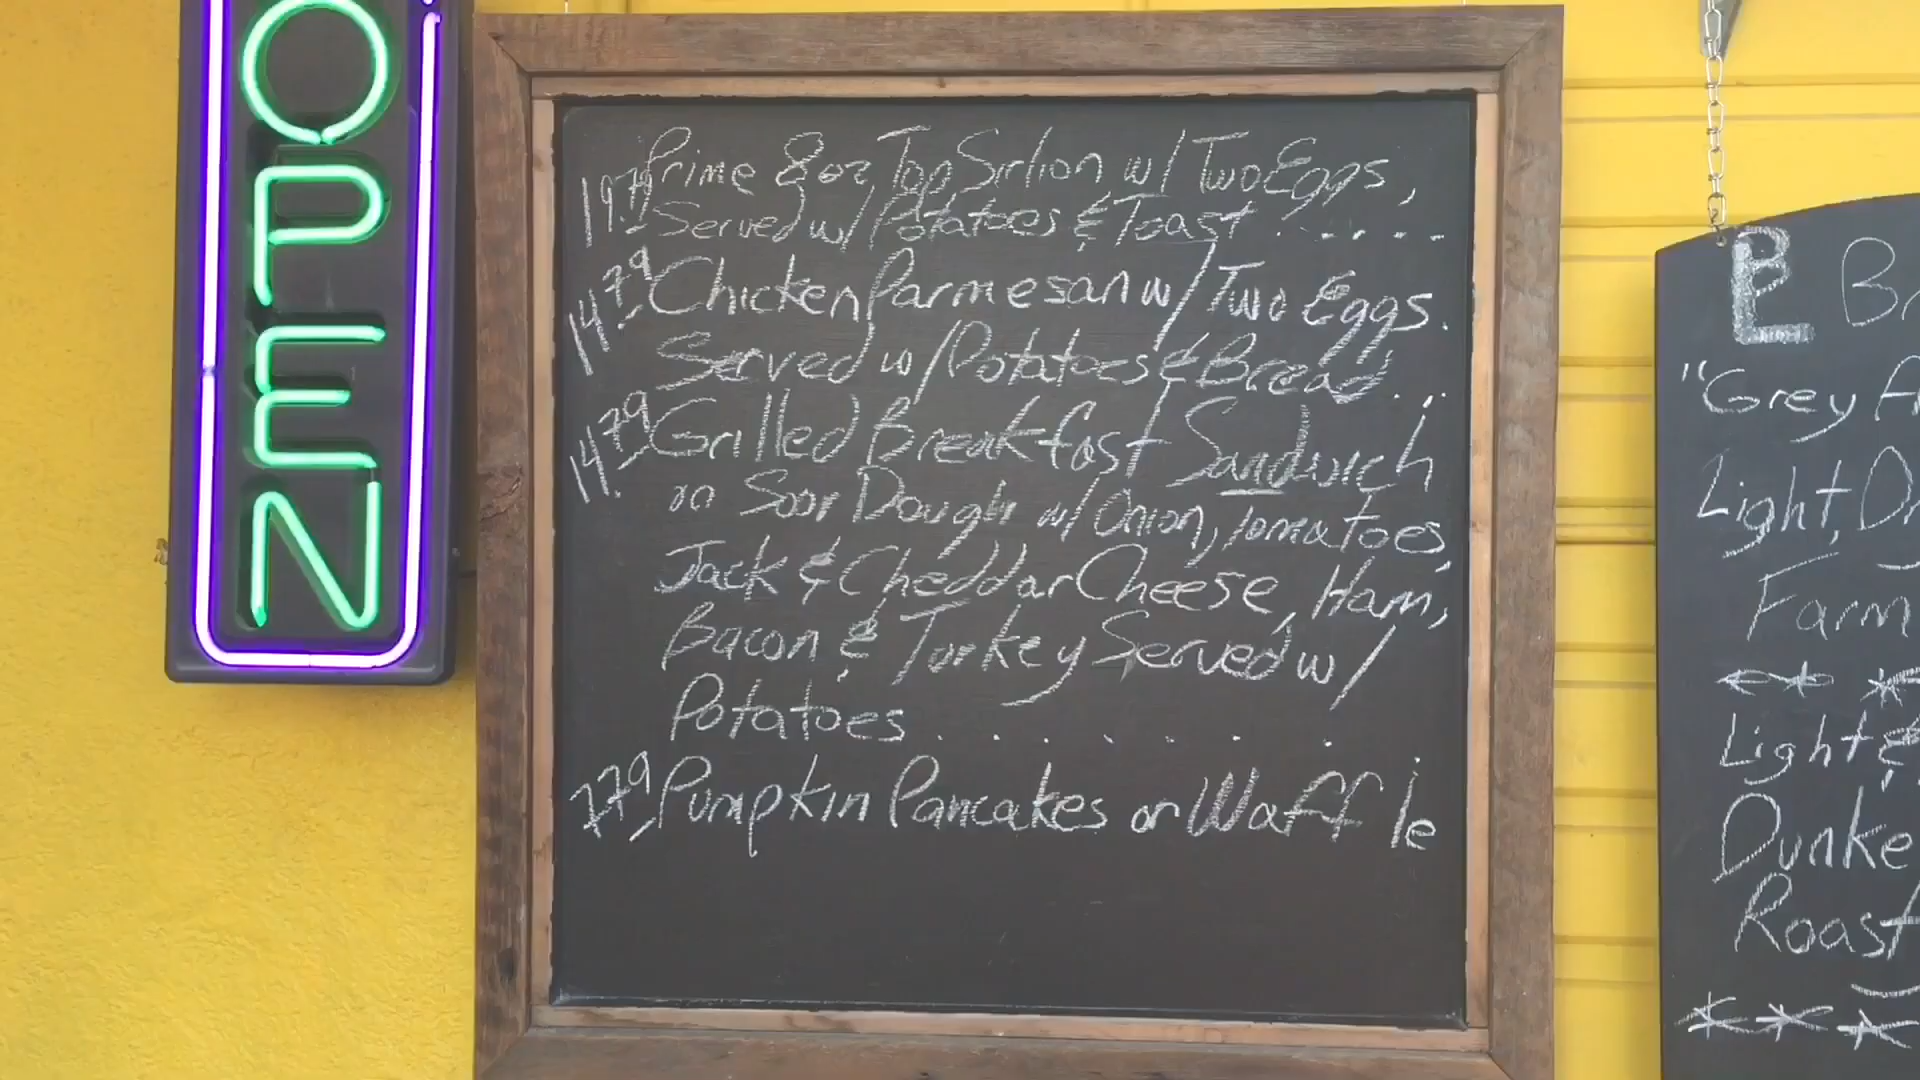 OPEN
19.79 Prime 8oz Top Sirlion w/ Two Eggs,
Served w/ Potatoes & Toast . . . . .
14.79 Chicken Parmesan w/ Two Eggs.
Served w/ Potatoes & Bread . . .
14.79 Grilled Breakfast Sandwich
on Sour Dough w/ Onion, Tomatoes,
Jack & Cheddar Cheese, Ham,
Bacon & Turkey Served w/
Potatoes . . . . . . .
7.79 Pumpkin Pancakes or Waffle
"Grey
Light,
Farm
Light &
Dunke
Roast